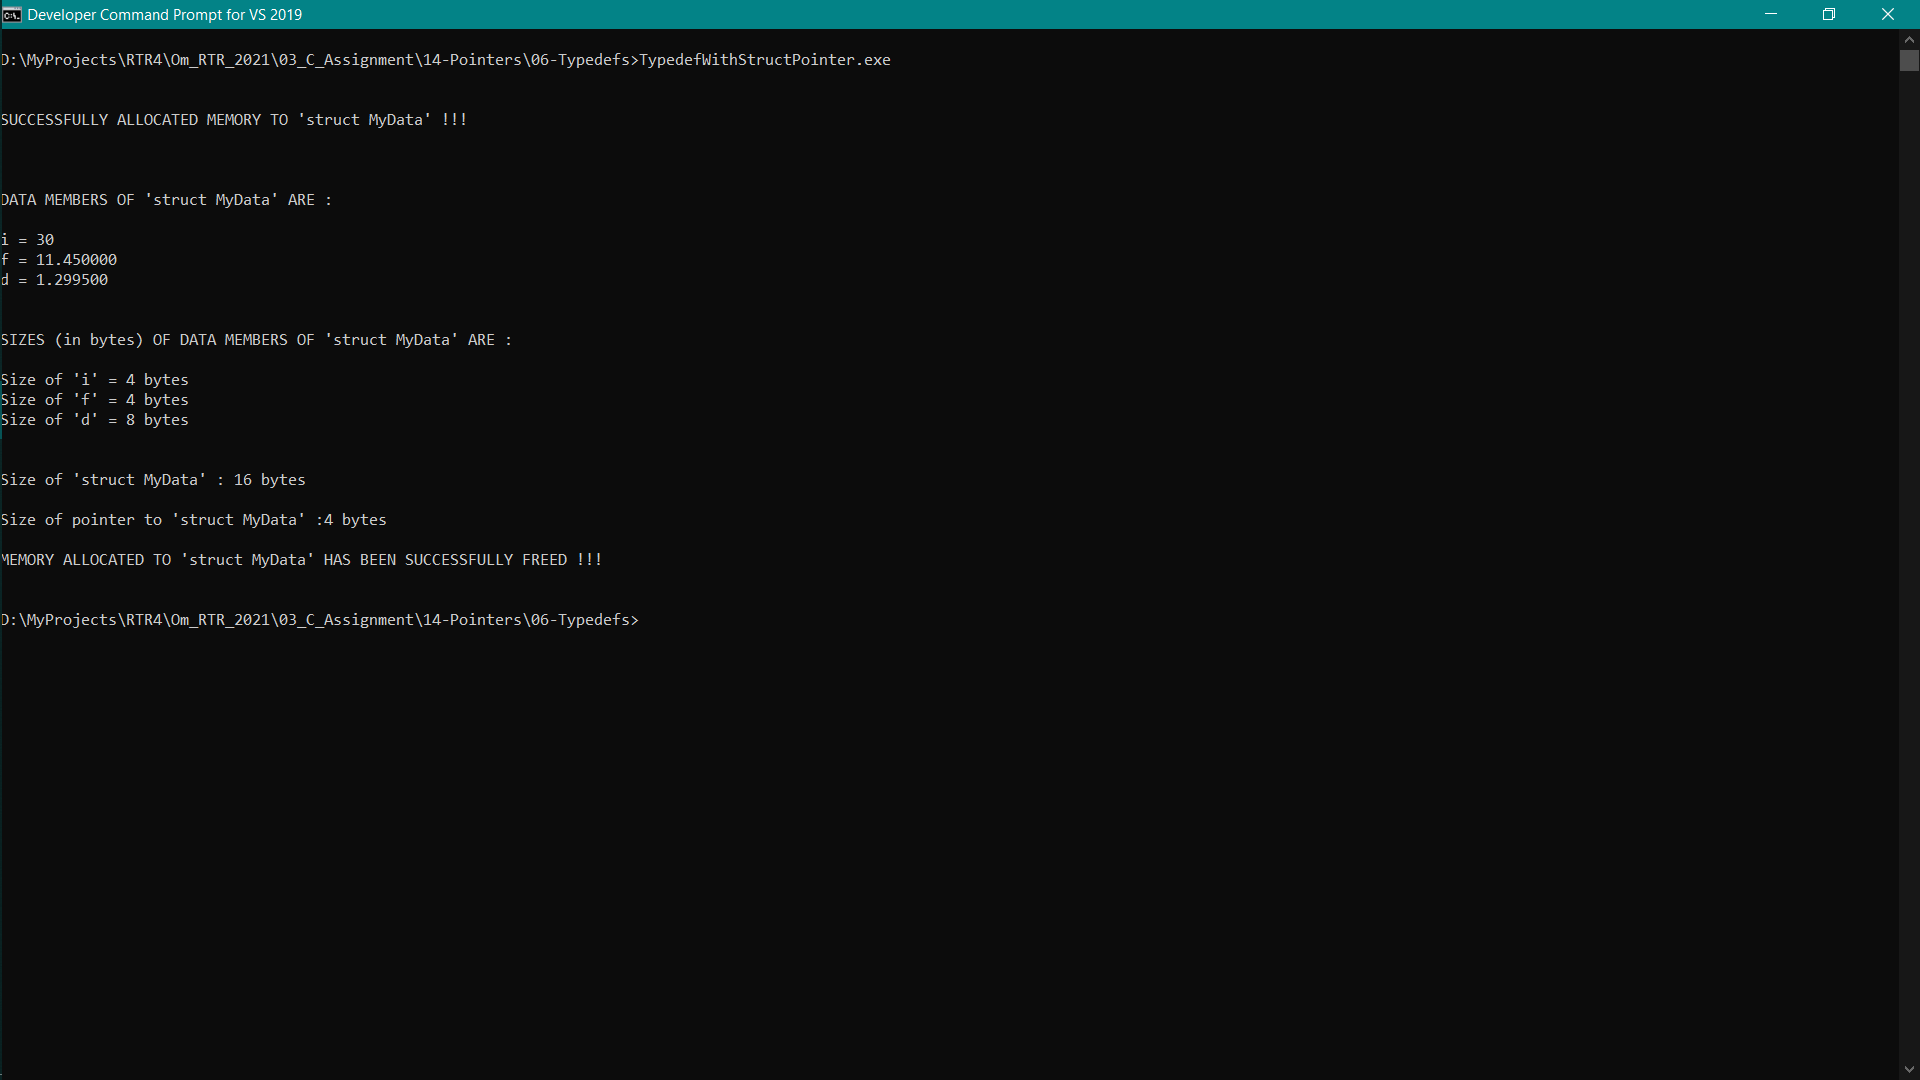 Developer Command Prompt for VS 2019
D:\MyProjects\RTR4\Om_RTR_2021\03_C_Assignment\14-Pointers\06-Typedefs>TypedefWithStructPointer.exe
SUCCESSFULLY ALLOCATED MEMORY TO 'struct MyData' !!!
DATA MEMBERS OF 'struct MyData' ARE :
i = 30
f = 11.450000
d = 1.299500
SIZES (in bytes) OF DATA MEMBERS OF 'struct MyData' ARE :
Size of 'i' = 4 bytes
Size of 'f' = 4 bytes
Size of 'd' = 8 bytes
Size of 'struct MyData' : 16 bytes
Size of pointer to 'struct MyData' :4 bytes
MEMORY ALLOCATED TO 'struct MyData' HAS BEEN SUCCESSFULLY FREED !!!
D:\MyProjects\RTR4\Om_RTR_2021\03_C_Assignment\14-Pointers\06-Typedefs>